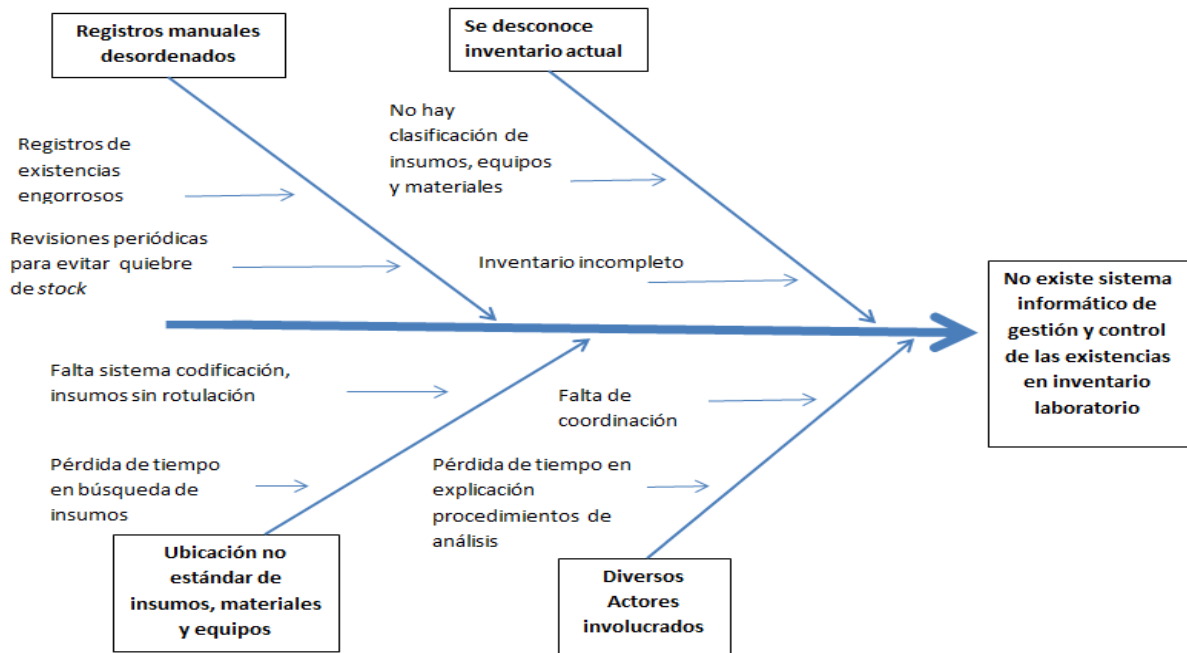 Registros manuales
desordenados
Se desconoce
inventario actual
Registros de
existencias
engorrosos
No hay
clasificación de
insumos, equipos
y materiales
Revisiones periódicas
para evitar quiebre
de stock
Inventario incompleto
No existe sistema
informático de
gestión y control
de las existencias
en inventario
laboratorio
Falta sistema codificación,
insumos sin rotulación
Falta de
coordinación
Pérdida de tiempo
en búsqueda de
insumos
Pérdida de tiempo en
explicación
procedimientos de
análisis
Ubicación no
estándar de
insumos, materiales
y equipos
Diversos
Actores
involucrados